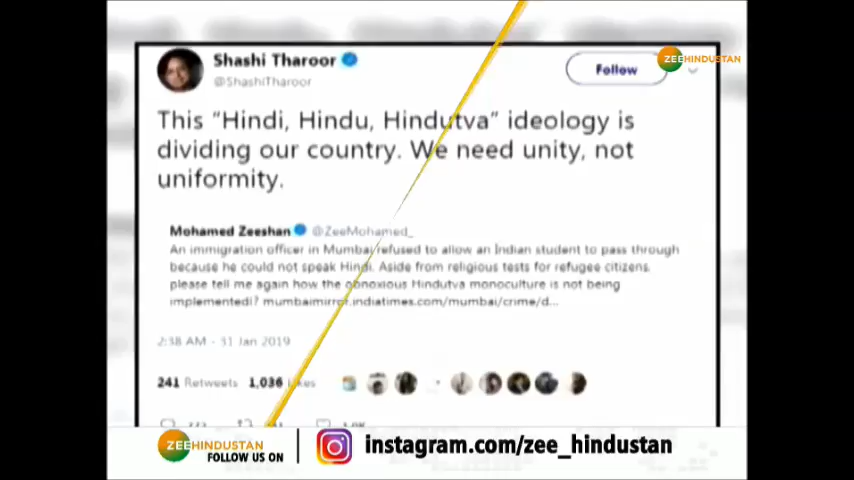 Shashi Tharoor
@ShashiTharoor
Follow
ZEEHINDUSTAN
This "Hindi, Hindu, Hindutva" ideology is
dividing our country. We need unity, not
uniformity.
Mohamed Zeeshan @ZeeMohamed_
An immigration officer in Mumbai refused to allow an Indian student to pass through
because he could not speak Hindi. Aside from religious tests for refugee citizens,
please tell me again how the obnoxious Hindutva monoculture is not being
implemented? mumbaimirror.indiatimes.com/mumbai/crime/d...
2:38 AM - 31 Jan 2019
241 Retweets 1,036 Likes
ZEEHINDUSTAN
FOLLOW US ON
instagram.com/zee_hindustan